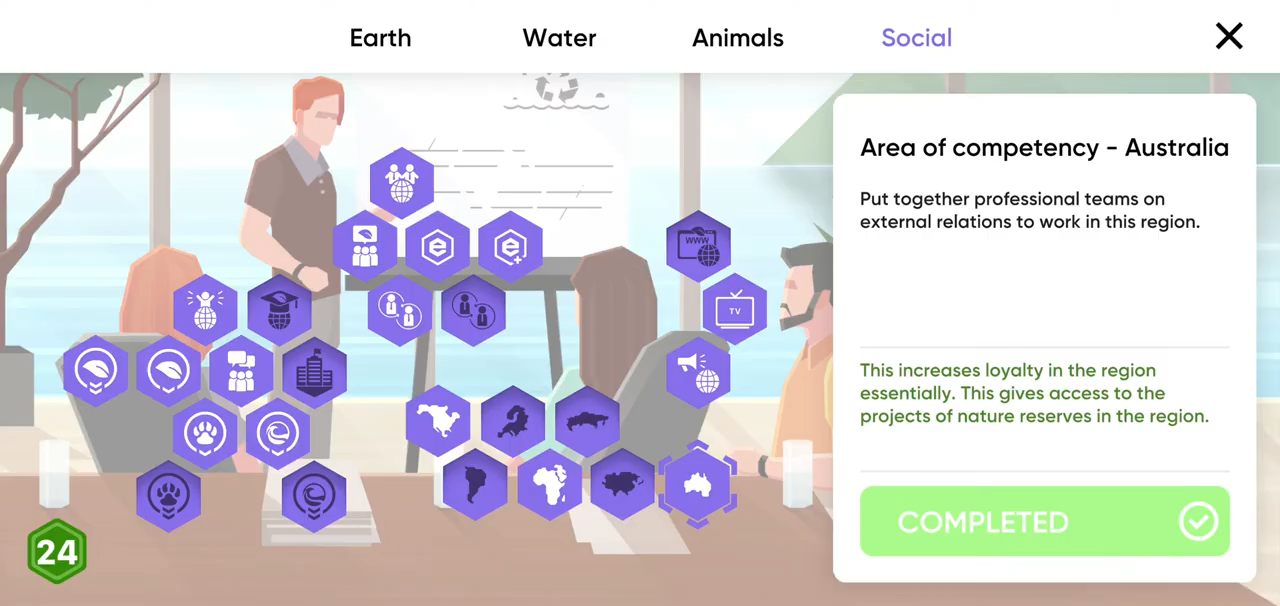 Earth
Water
Animals
Social
Area of competency - Australia
Put together professional teams on
external relations to work in this region.
WWW
TV
This increases loyalty in the region
essentially. This gives access to the
projects of nature reserves in the region.
COMPLETED
24
e
e+